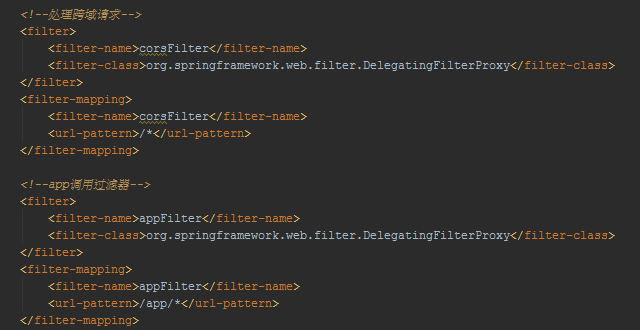 <!--处理跨域请求-->
<filter>
    <filter-name>corsFilter</filter-name>
    <filter-class>org.springframework.web.filter.DelegatingFilterProxy</filter-class>
</filter>
<filter-mapping>
    <filter-name>corsFilter</filter-name>
    <url-pattern>/*</url-pattern>
</filter-mapping>

<!--app调用过滤器-->
<filter>
    <filter-name>appFilter</filter-name>
    <filter-class>org.springframework.web.filter.DelegatingFilterProxy</filter-class>
</filter>
<filter-mapping>
    <filter-name>appFilter</filter-name>
    <url-pattern>/app/*</url-pattern>
</filter-mapping>